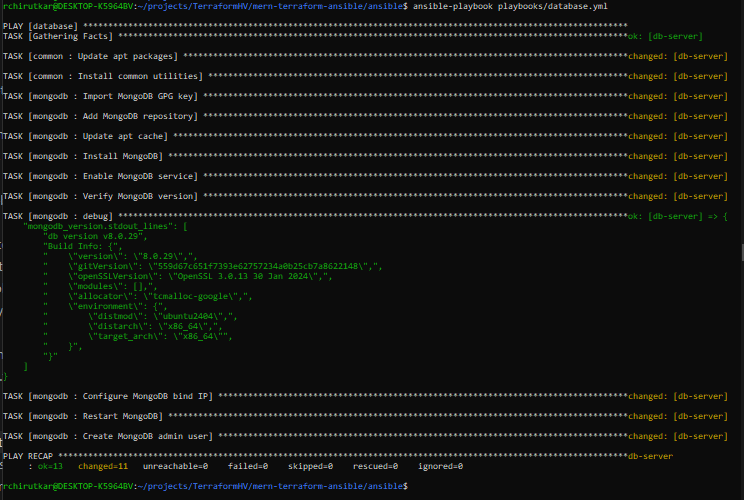 rchirutkar@DESKTOP-K5964BV:~/projects/TerraformHV/mern-terraform-ansible/ansible$ ansible-playbook playbooks/database.yml
PLAY [database] *************************************************************************************************************
TASK [Gathering Facts] ******************************************************************************************************ok: [db-server]
TASK [common : Update apt packages] *****************************************************************************************changed: [db-server]
TASK [common : Install common utilities] ************************************************************************************changed: [db-server]
TASK [mongodb : Import MongoDB GPG key] *************************************************************************************changed: [db-server]
TASK [mongodb : Add MongoDB repository] *************************************************************************************changed: [db-server]
TASK [mongodb : Update apt cache] *******************************************************************************************changed: [db-server]
TASK [mongodb : Install MongoDB] ********************************************************************************************changed: [db-server]
TASK [mongodb : Enable MongoDB service] *************************************************************************************changed: [db-server]
TASK [mongodb : Verify MongoDB version] *************************************************************************************changed: [db-server]
TASK [mongodb : debug] ******************************************************************************************************ok: [db-server] => {
    "mongodb_version.stdout_lines": [
        "db version v8.0.29",
        "Build Info: {",
        "    \"version\": \"8.0.29\",",
        "    \"gitVersion\": \"559d67c651f7393e62757234a0b25cb7a8622148\",",
        "    \"openSSLVersion\": \"OpenSSL 3.0.13 30 Jan 2024\",",
        "    \"modules\": [],",
        "    \"allocator\": \"tcmalloc-google\",",
        "    \"environment\": {",
        "        \"distmod\": \"ubuntu2404\",",
        "        \"distarch\": \"x86_64\",",
        "        \"target_arch\": \"x86_64\"",
        "    }",
        "}"
    ]
}
TASK [mongodb : Configure MongoDB bind IP] **********************************************************************************changed: [db-server]
TASK [mongodb : Restart MongoDB] ********************************************************************************************changed: [db-server]
TASK [mongodb : Create MongoDB admin user] **********************************************************************************changed: [db-server]
PLAY RECAP ******************************************************************************************************************db-server
: ok=13   changed=11   unreachable=0    failed=0    skipped=0    rescued=0    ignored=0
rchirutkar@DESKTOP-K5964BV:~/projects/TerraformHV/mern-terraform-ansible/ansible$